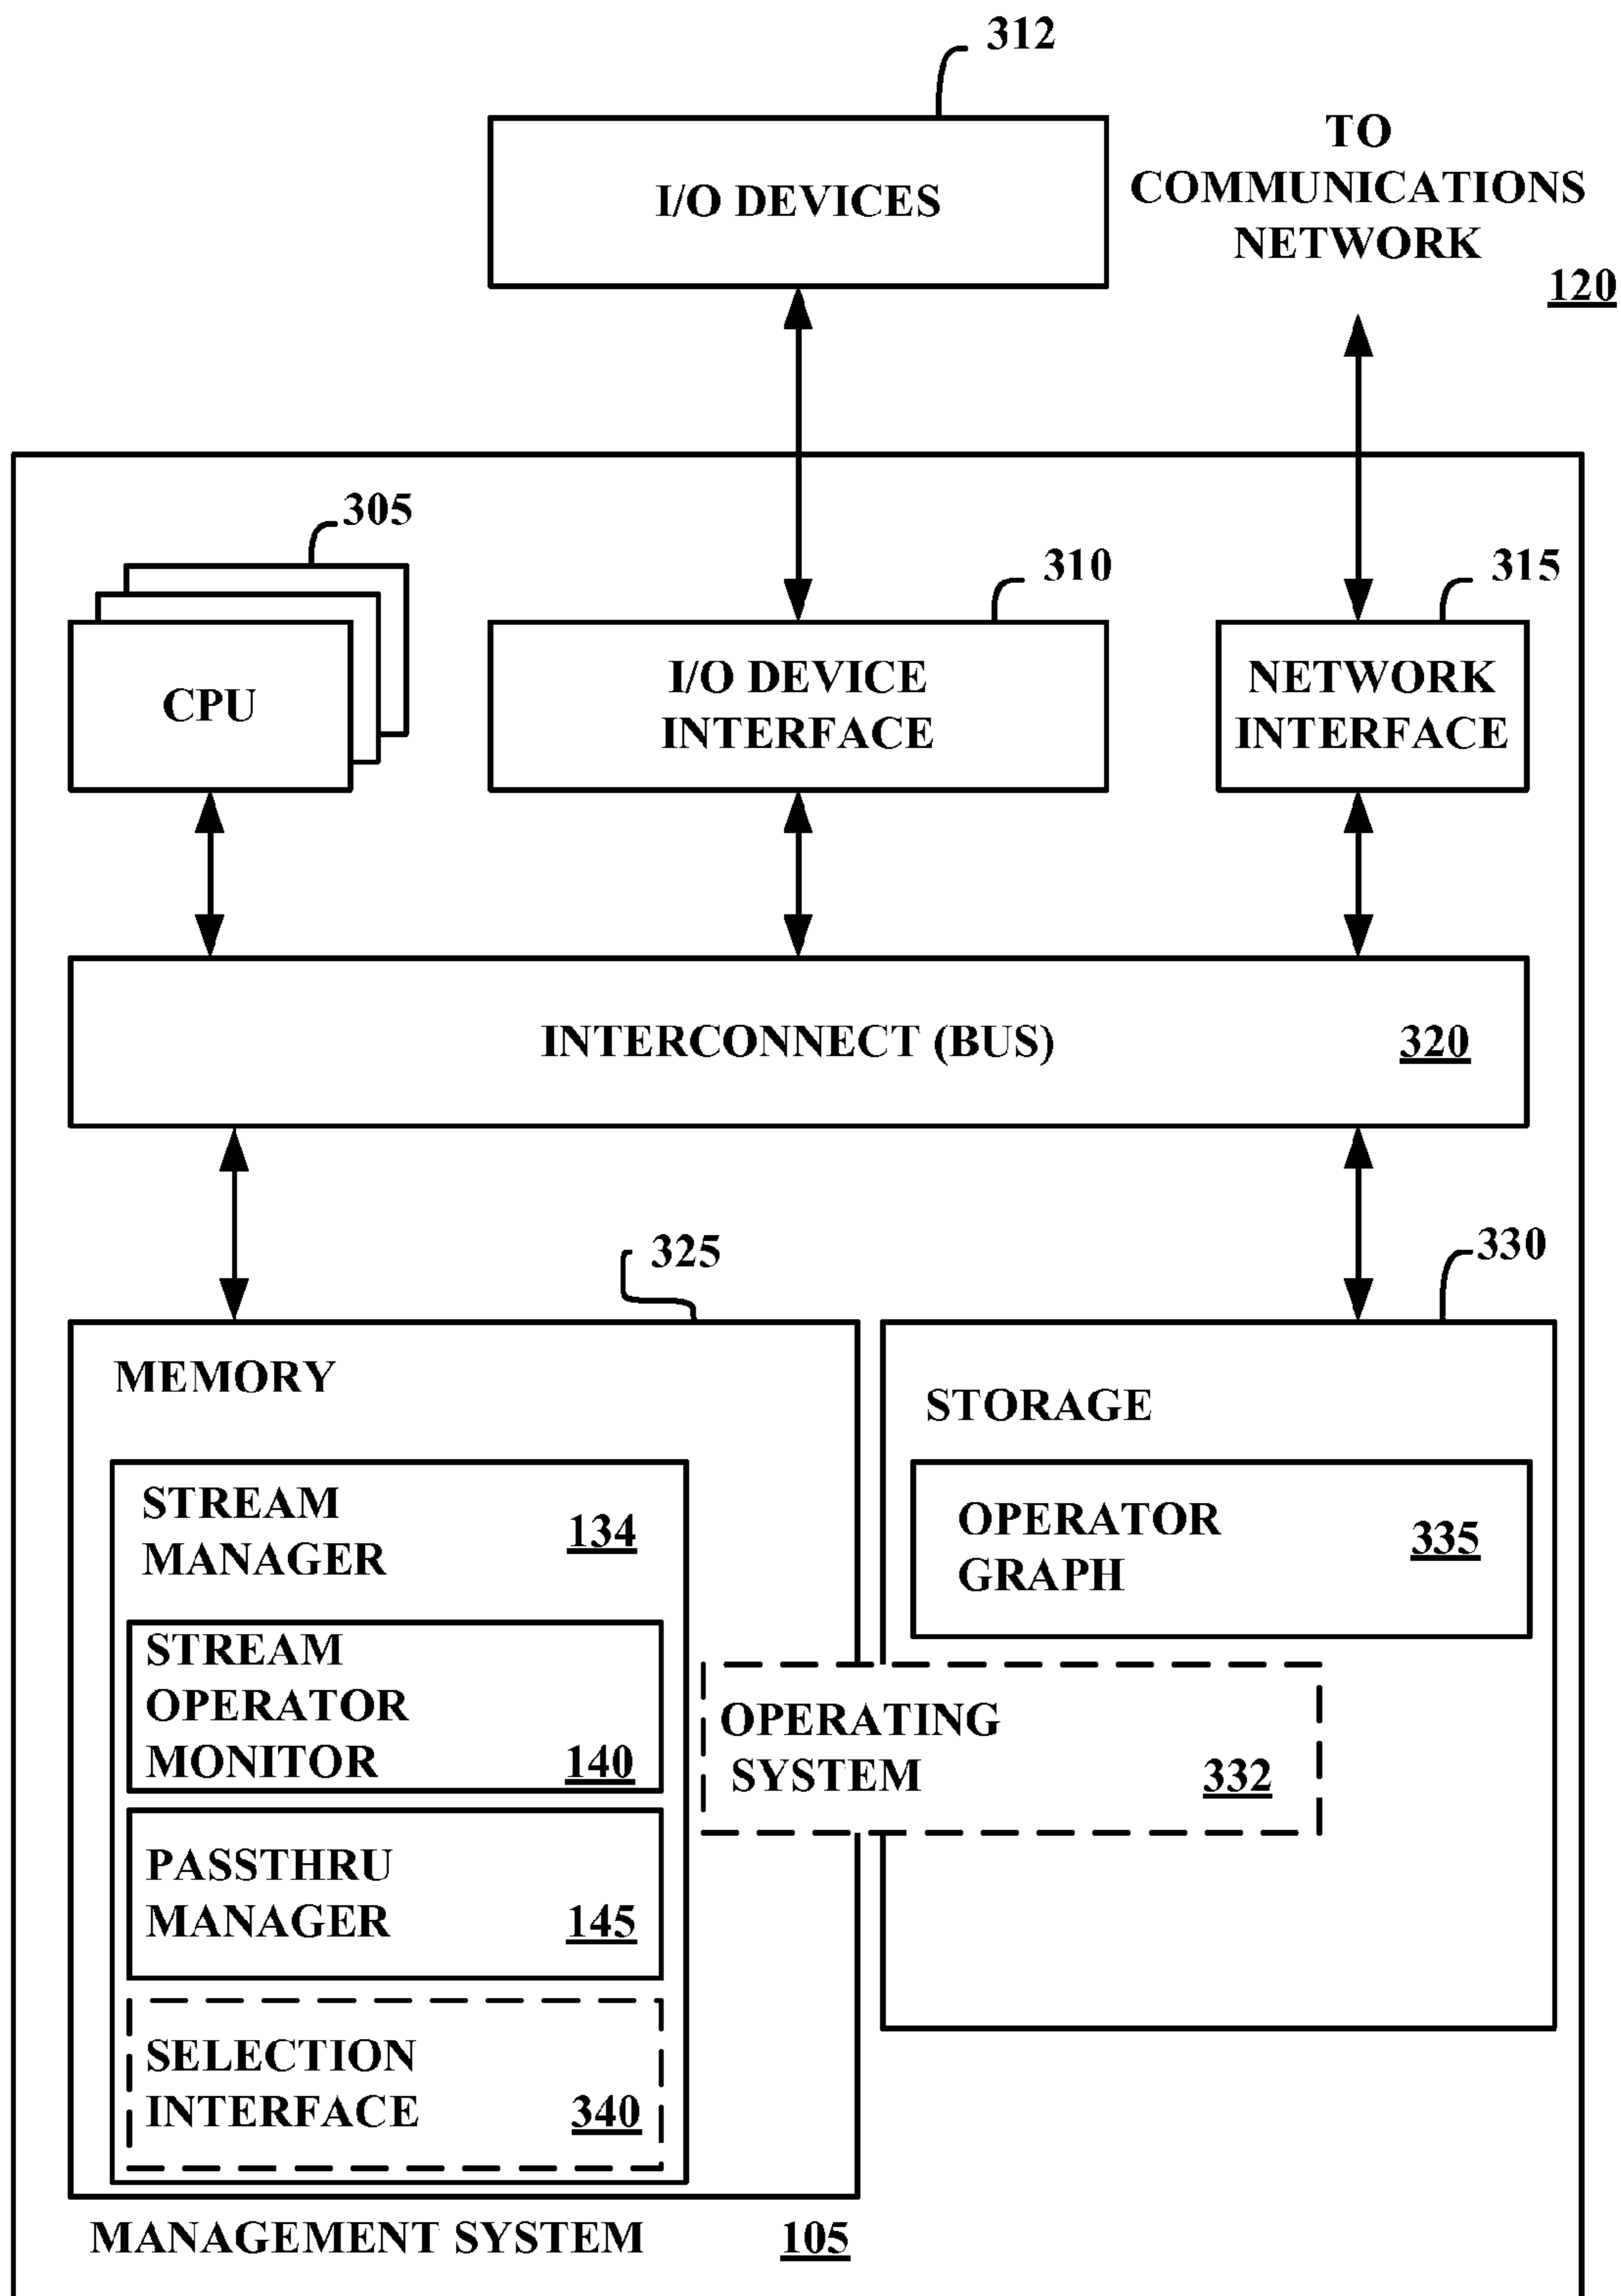 312
I/O DEVICES
TO
COMMUNICATIONS
NETWORK
120
305
310
315
CPU
I/O DEVICE
INTERFACE
NETWORK
INTERFACE
INTERCONNECT (BUS) 320
325
330
MEMORY
STORAGE
STREAM
MANAGER 134
OPERATOR
GRAPH 335
STREAM
OPERATOR
MONITOR 140
OPERATING
SYSTEM 332
PASSTHRU
MANAGER 145
SELECTION
INTERFACE 340
MANAGEMENT SYSTEM 105